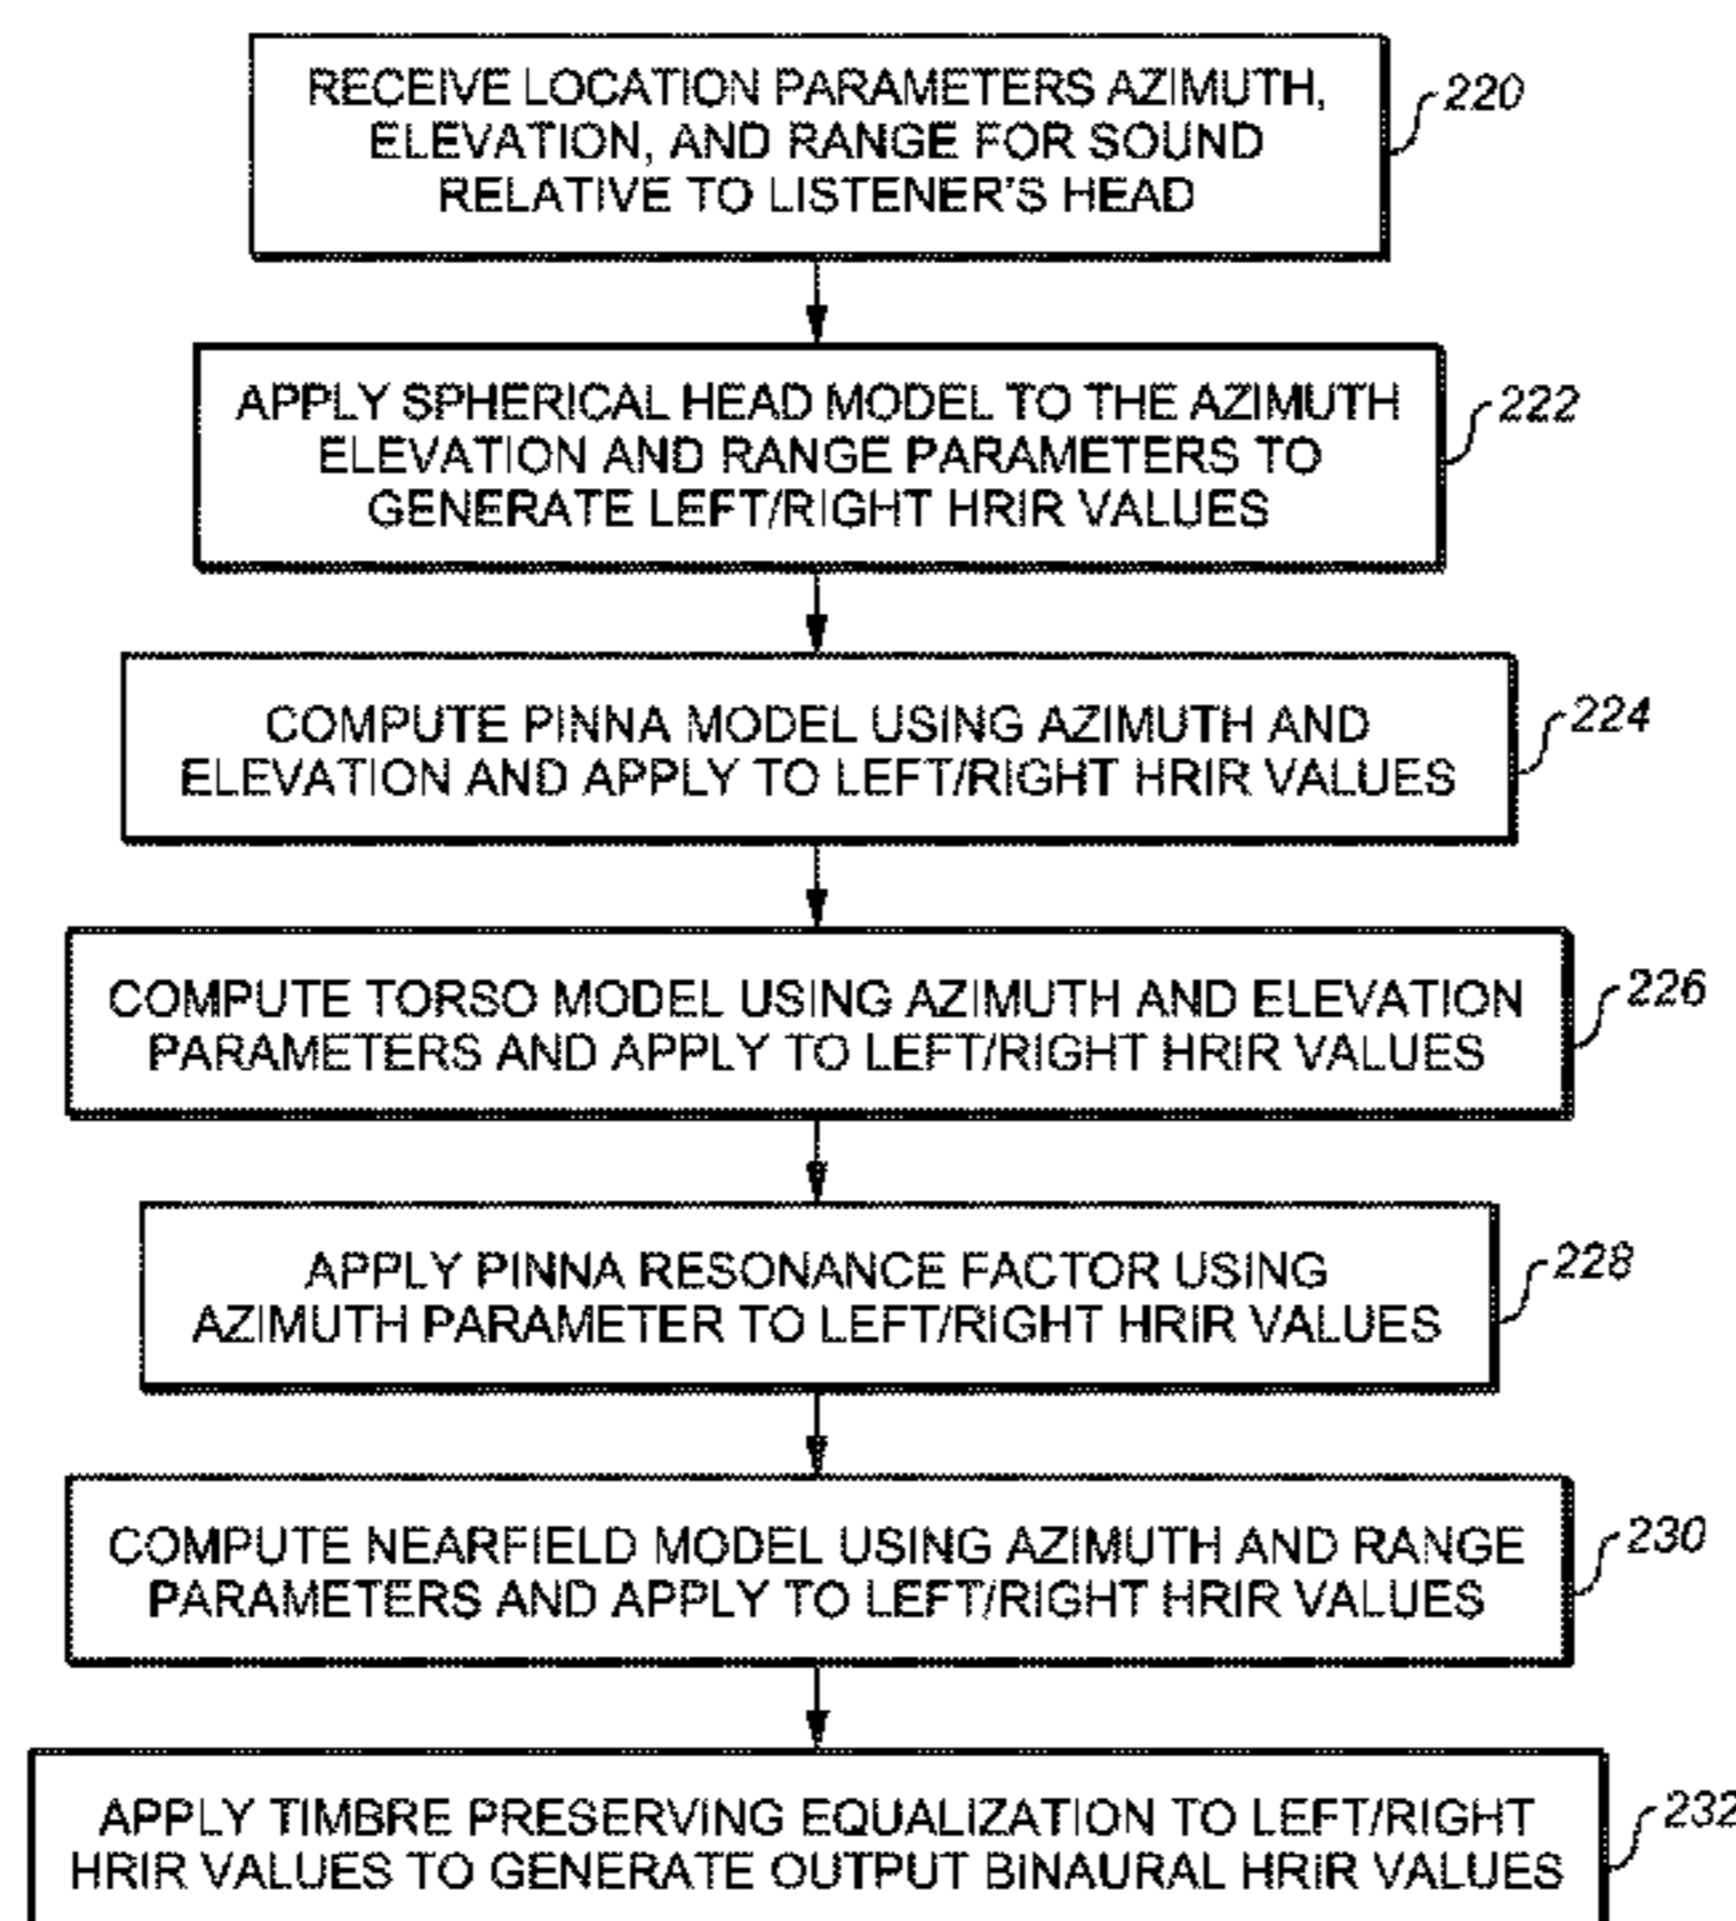 RECEIVE LOCATION PARAMETERS AZIMUTH,
ELEVATION, AND RANGE FOR SOUND
RELATIVE TO LISTENER'S HEAD
220
APPLY SPHERICAL HEAD MODEL TO THE AZIMUTH
ELEVATION AND RANGE PARAMETERS TO
GENERATE LEFT/RIGHT HRIR VALUES
222
COMPUTE PINNA MODEL USING AZIMUTH AND
ELEVATION AND APPLY TO LEFT/RIGHT HRIR VALUES
224
COMPUTE TORSO MODEL USING AZIMUTH AND ELEVATION
PARAMETERS AND APPLY TO LEFT/RIGHT HRIR VALUES
226
APPLY PINNA RESONANCE FACTOR USING
AZIMUTH PARAMETER TO LEFT/RIGHT HRIR VALUES
228
COMPUTE NEARFIELD MODEL USING AZIMUTH AND RANGE
PARAMETERS AND APPLY TO LEFT/RIGHT HRIR VALUES
230
APPLY TIMBRE PRESERVING EQUALIZATION TO LEFT/RIGHT
HRIR VALUES TO GENERATE OUTPUT BINAURAL HRIR VALUES
232